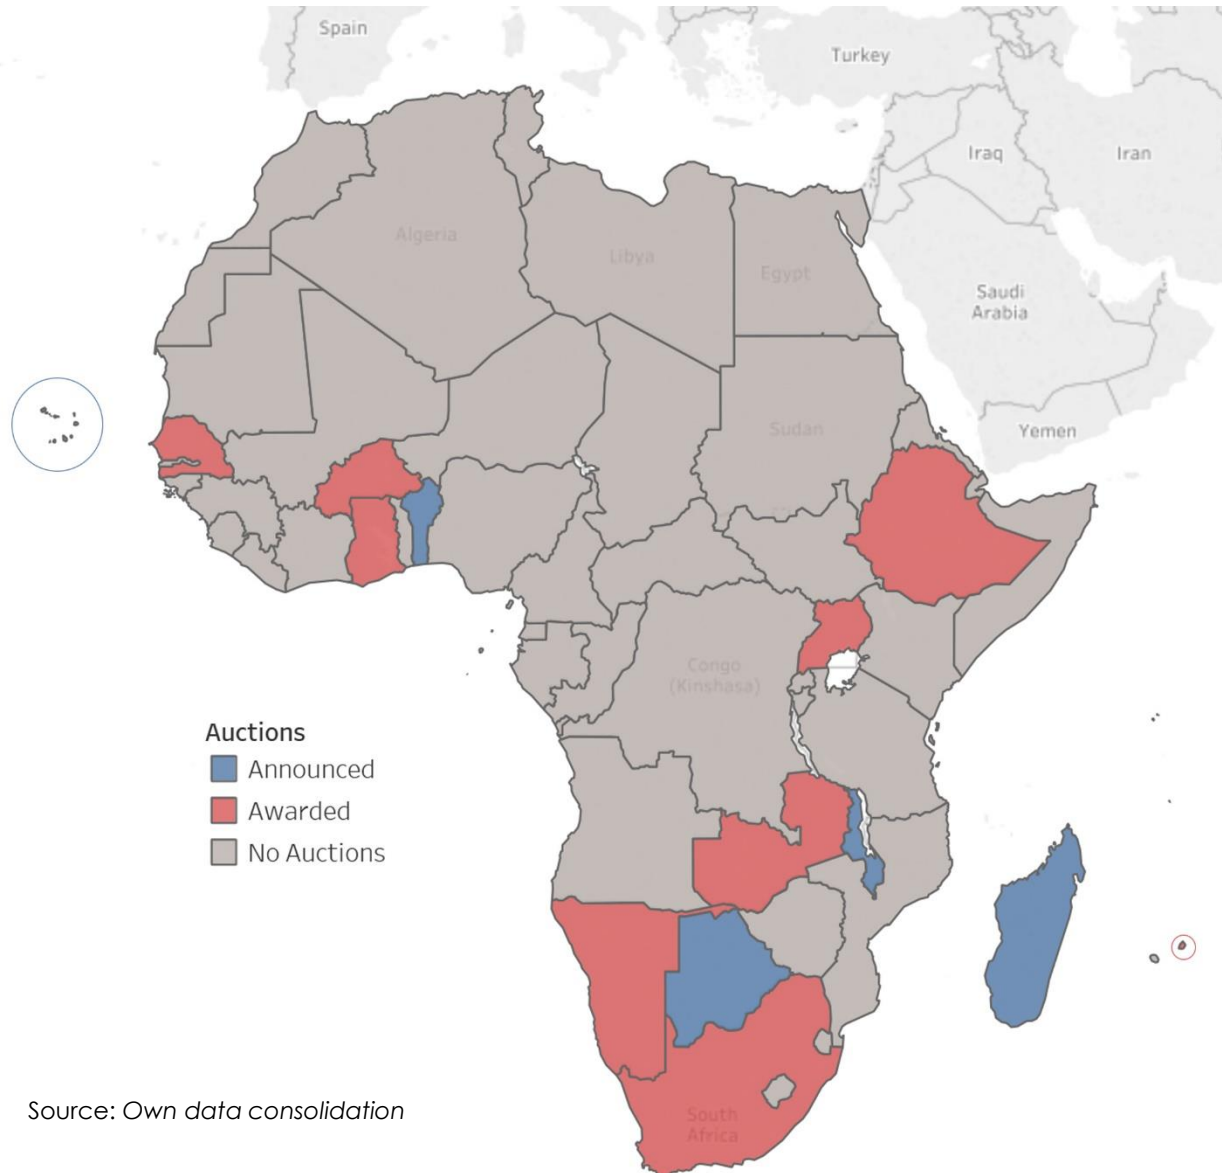 Spain
Turkey
Iraq
Iran
Algeria
Libya
Egypt
Saudi
Arabia
Sudan
Yemen
Congo
(Kinshasa)
Auctions
Announced
Awarded
No Auctions
Source: Own data consolidation
South
Africa